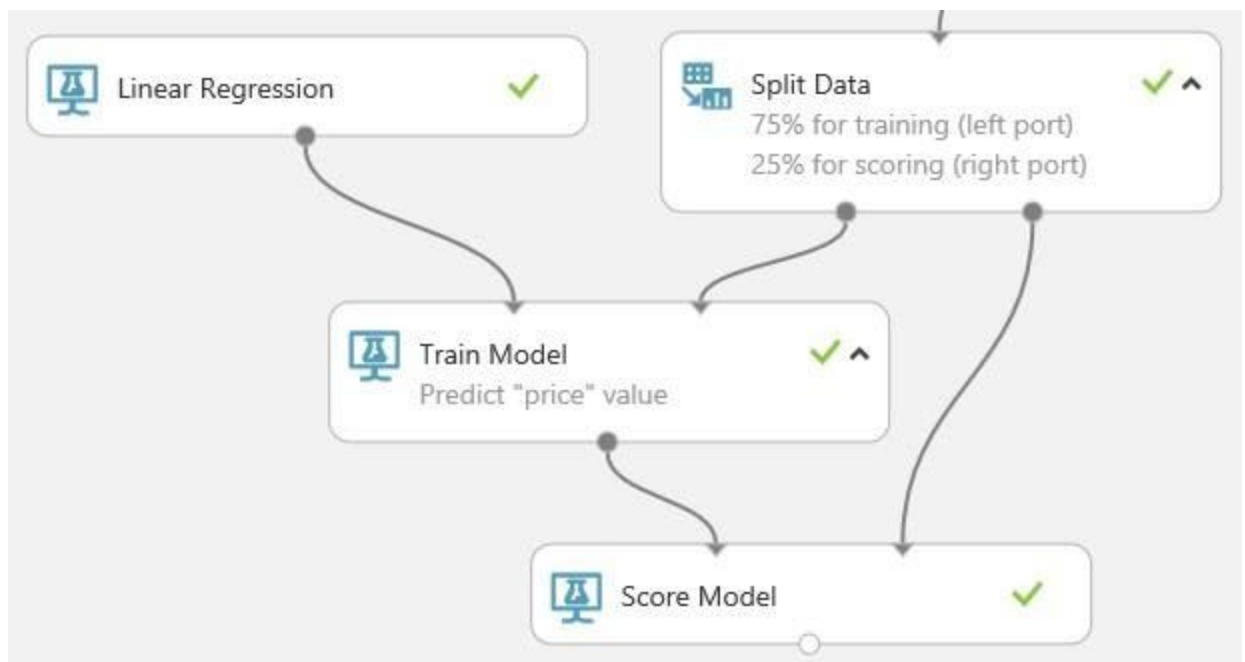 Linear Regression
Split Data
75% for training (left port)
25% for scoring (right port)
Train Model
Predict "price" value
Score Model